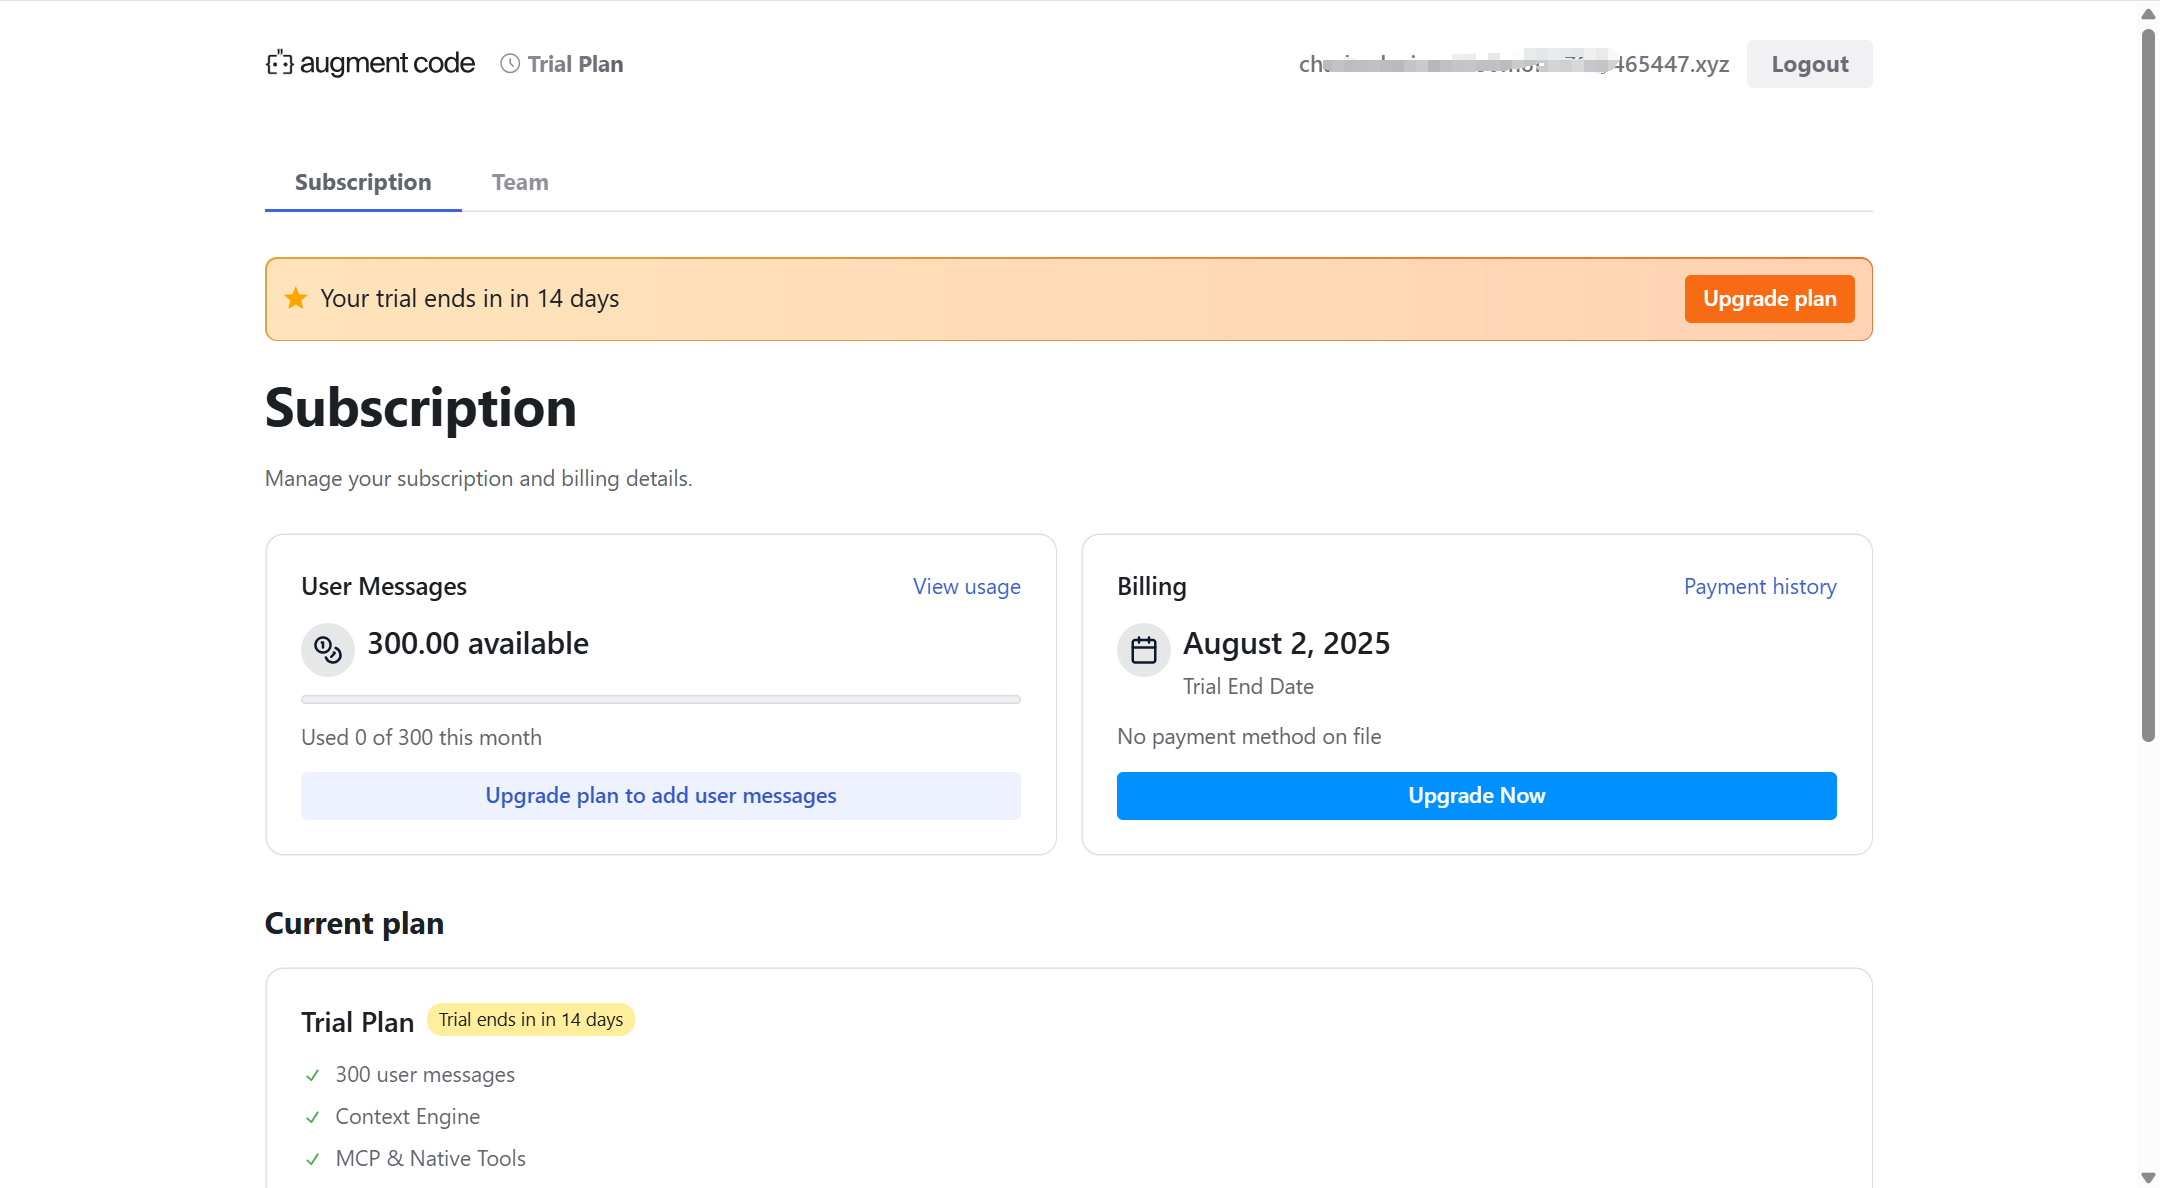 augment code Trial Plan 465447.xyz Logout
Subscription Team
Your trial ends in in 14 days Upgrade plan
Subscription
Manage your subscription and billing details.
User Messages View usage
300.00 available
Used 0 of 300 this month
Upgrade plan to add user messages
Billing Payment history
August 2, 2025
Trial End Date
No payment method on file
Upgrade Now
Current plan
Trial Plan Trial ends in in 14 days
300 user messages
Context Engine
MCP & Native Tools